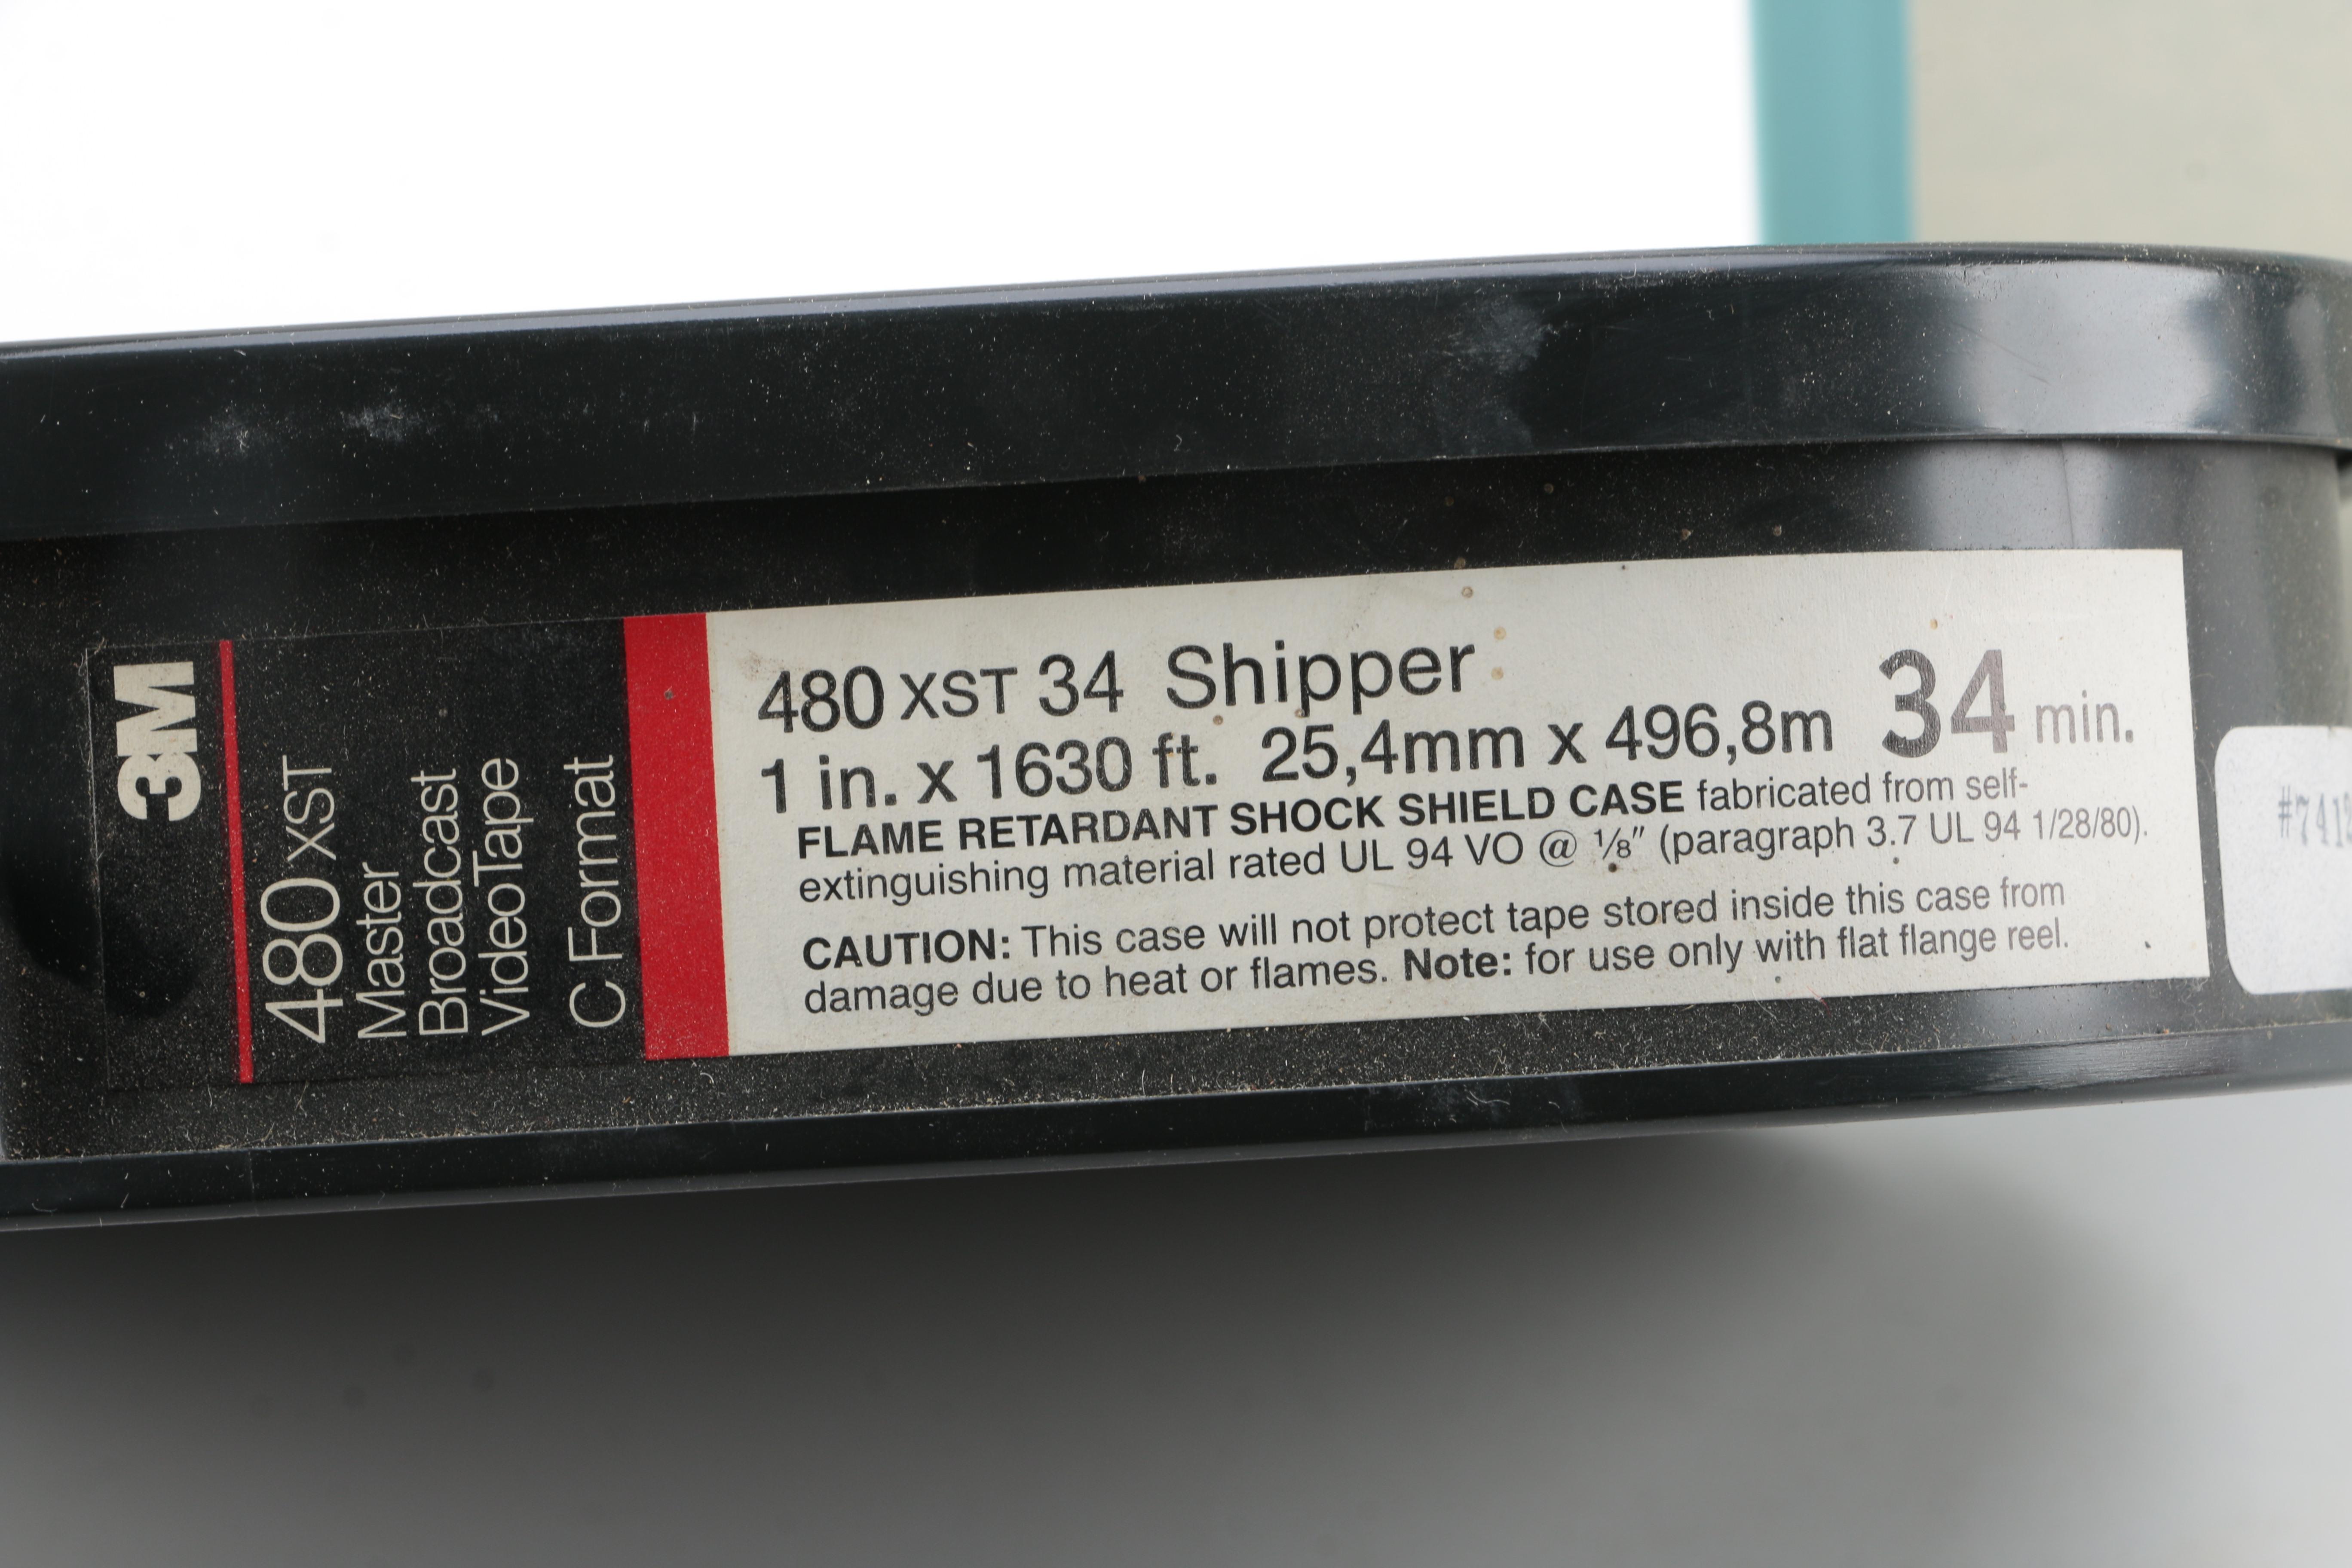 3M
480 XST
Master
Broadcast
VideoTape
C Format
480 XST 34 Shipper
1 in. x 1630 ft. 25,4mm x 496,8m 34 min.
FLAME RETARDANT SHOCK SHIELD CASE fabricated from self-
extinguishing material rated UL 94 VO @ ⅛" (paragraph 3.7 UL 94 1/28/80).
CAUTION: This case will not protect tape stored inside this case from
damage due to heat or flames. Note: for use only with flat flange reel.